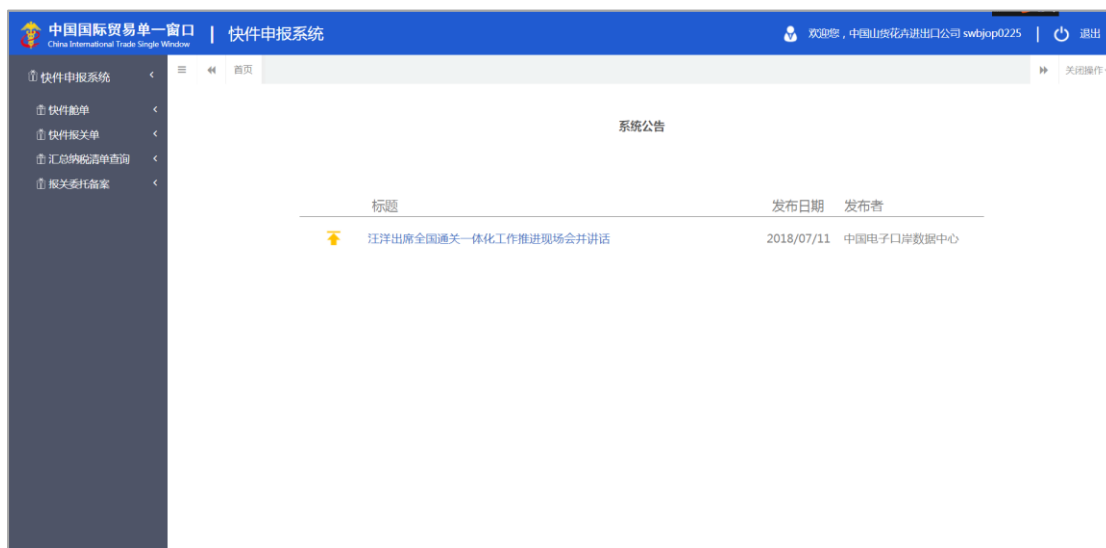 中国国际贸易单一窗口 | 快件申报系统
China International Trade Single Window
欢迎您，中国山货花卉进出口公司 swbjop0225 | 退出
快件申报系统
首页
关闭操作
快件舱单
快件报关单
汇总纳税清单查询
报关委托备案
系统公告
标题 发布日期 发布者
汪洋出席全国通关一体化工作推进现场会并讲话 2018/07/11 中国电子口岸数据中心